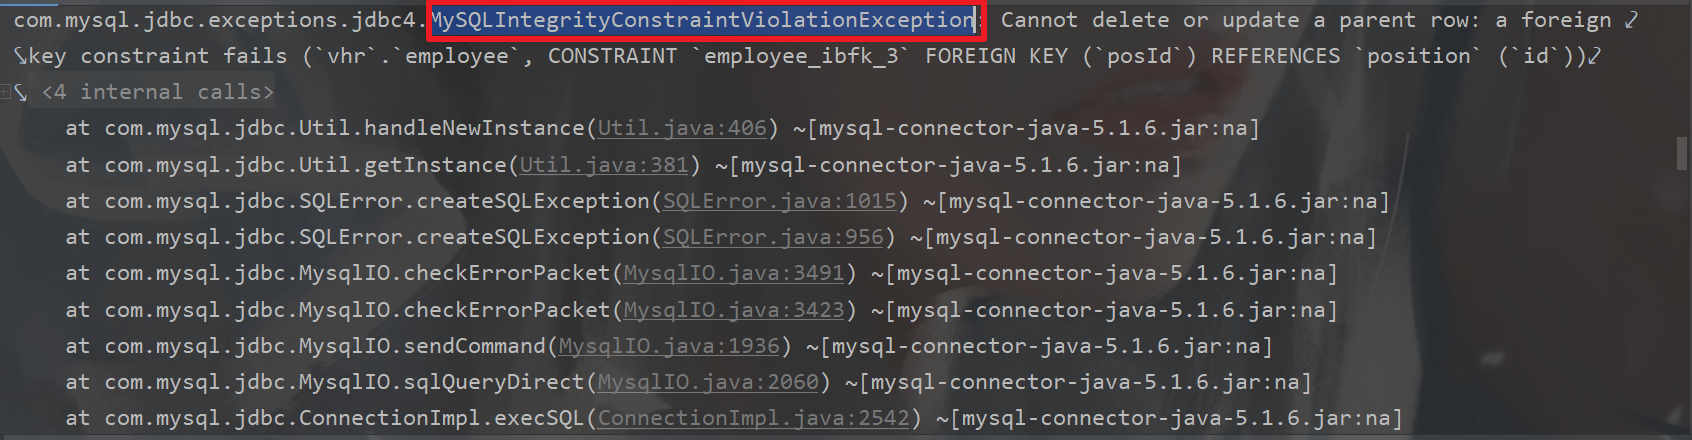 com.mysql.jdbc.exceptions.jdbc4.MySQLIntegrityConstraintViolationException: Cannot delete or update a parent row: a foreign
key constraint fails (`vhr`.`employee`, CONSTRAINT `employee_ibfk_3` FOREIGN KEY (`posId`) REFERENCES `position` (`id`))
<4 internal calls>
at com.mysql.jdbc.Util.handleNewInstance(Util.java:406) ~[mysql-connector-java-5.1.6.jar:na]
at com.mysql.jdbc.Util.getInstance(Util.java:381) ~[mysql-connector-java-5.1.6.jar:na]
at com.mysql.jdbc.SQLError.createSQLException(SQLError.java:1015) ~[mysql-connector-java-5.1.6.jar:na]
at com.mysql.jdbc.SQLError.createSQLException(SQLError.java:956) ~[mysql-connector-java-5.1.6.jar:na]
at com.mysql.jdbc.MysqlIO.checkErrorPacket(MysqlIO.java:3491) ~[mysql-connector-java-5.1.6.jar:na]
at com.mysql.jdbc.MysqlIO.checkErrorPacket(MysqlIO.java:3423) ~[mysql-connector-java-5.1.6.jar:na]
at com.mysql.jdbc.MysqlIO.sendCommand(MysqlIO.java:1936) ~[mysql-connector-java-5.1.6.jar:na]
at com.mysql.jdbc.MysqlIO.sqlQueryDirect(MysqlIO.java:2060) ~[mysql-connector-java-5.1.6.jar:na]
at com.mysql.jdbc.ConnectionImpl.execSQL(ConnectionImpl.java:2542) ~[mysql-connector-java-5.1.6.jar:na]